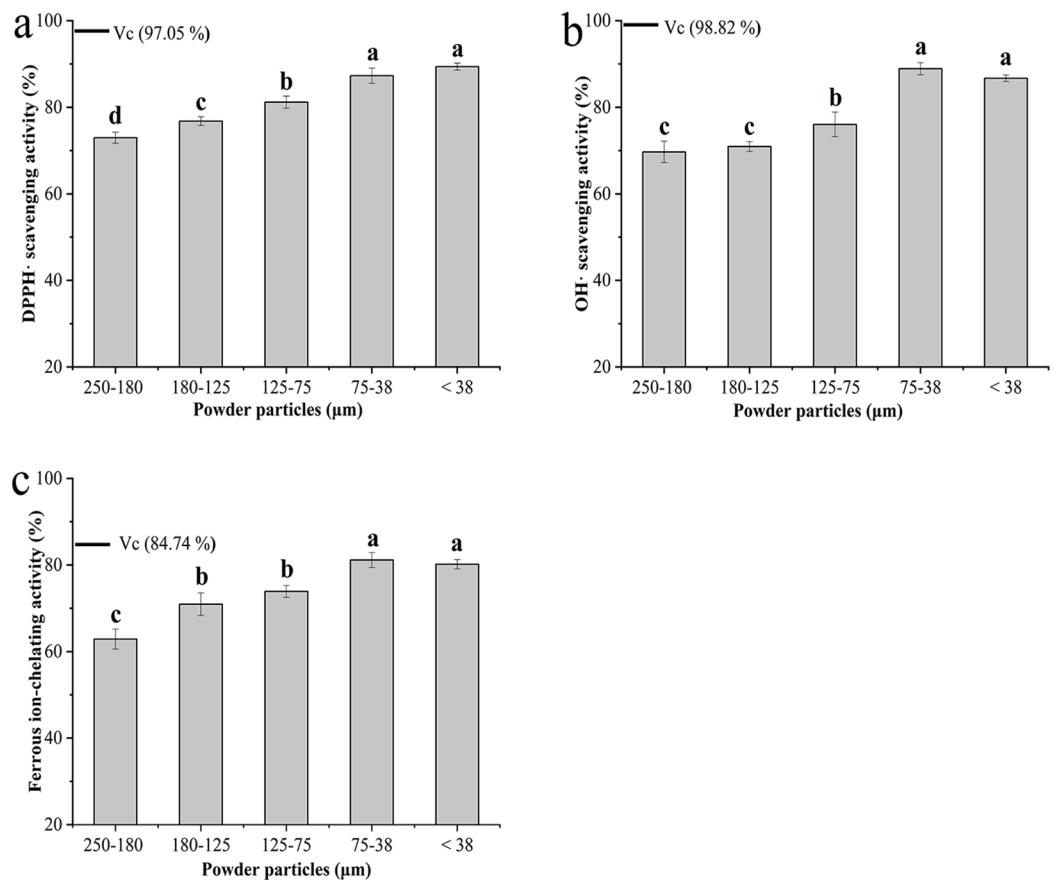 a
100
Vc (97.05 %)
80
60
40
20
DPPH· scavenging activity (%)
d
c
b
a
a
250-180 180-125 125-75 75-38 < 38
Powder particles (μm)
b
100
Vc (98.82 %)
80
60
40
20
OH· scavenging activity (%)
c
c
b
a
a
250-180 180-125 125-75 75-38 < 38
Powder particles (μm)
c
100
Vc (84.74 %)
80
60
40
20
Ferrous ion-chelating activity (%)
c
b
b
a
a
250-180 180-125 125-75 75-38 < 38
Powder particles (μm)